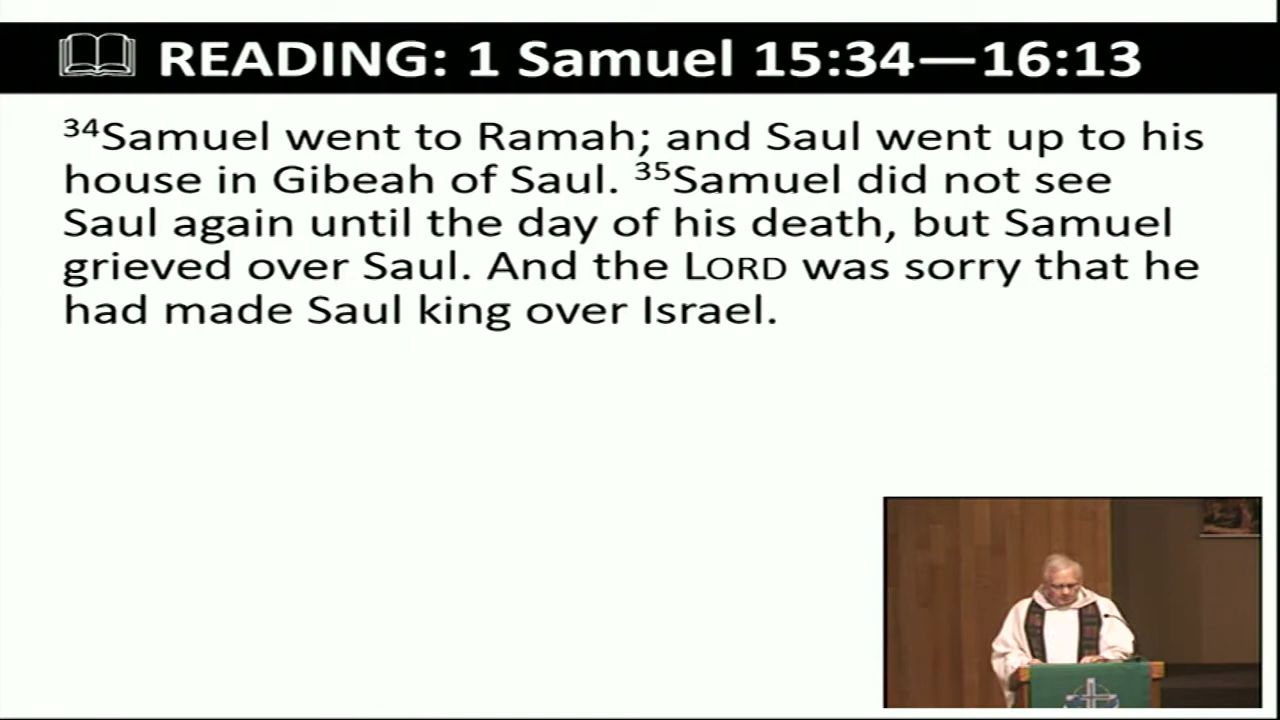 READING: 1 Samuel 15:34—16:13
³⁴Samuel went to Ramah; and Saul went up to his
house in Gibeah of Saul. ³⁵Samuel did not see
Saul again until the day of his death, but Samuel
grieved over Saul. And the LORD was sorry that he
had made Saul king over Israel.